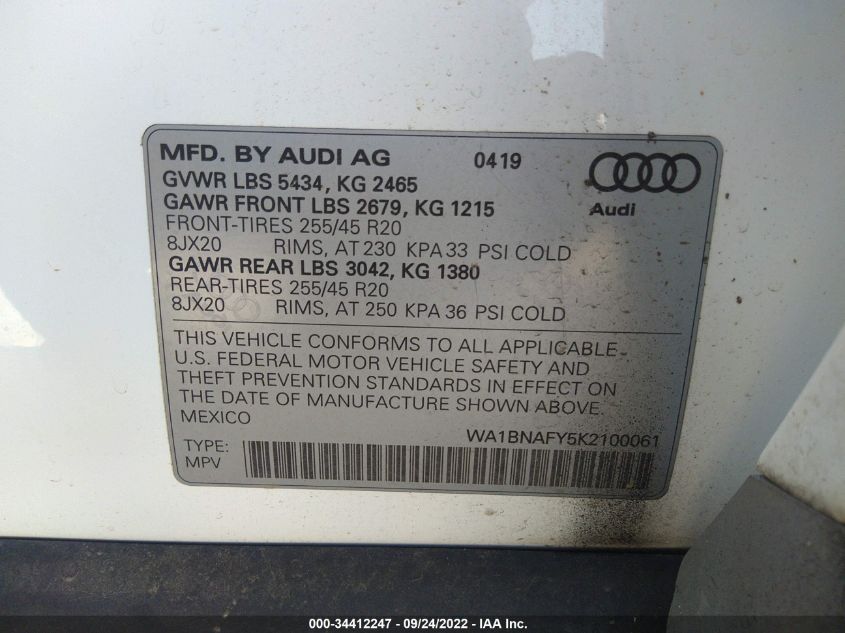 MFD. BY AUDI AG 0419
GVWR LBS 5434, KG 2465
GAWR FRONT LBS 2679, KG 1215
Audi
FRONT-TIRES 255/45 R20
8JX20 RIMS, AT 230 KPA 33 PSI COLD
GAWR REAR LBS 3042, KG 1380
REAR-TIRES 255/45 R20
8JX20 RIMS, AT 250 KPA 36 PSI COLD
THIS VEHICLE CONFORMS TO ALL APPLICABLE
U.S. FEDERAL MOTOR VEHICLE SAFETY AND
THEFT PREVENTION STANDARDS IN EFFECT ON
THE DATE OF MANUFACTURE SHOWN ABOVE.
MEXICO
WA1BNAFY5K2100061
TYPE:
MPV
000-34412247 - 09/24/2022 - IAA Inc.